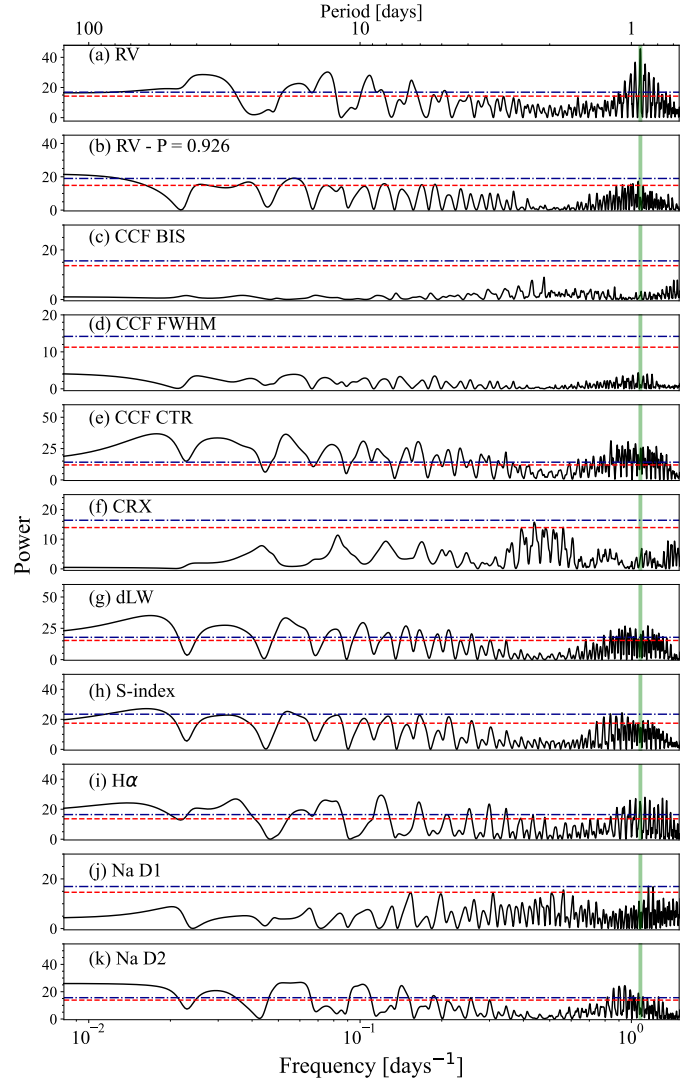 Period [days]
100 10 1
(a) RV
40
20
0
(b) RV - P = 0.926
40
20
0
(c) CCF BIS
20
0
(d) CCF FWHM
20
10
0
(e) CCF CTR
50
25
0
(f) CRX
20
0
(g) dLW
50
25
0
(h) S-index
40
20
0
(i) Hα
40
20
0
(j) Na D1
20
0
(k) Na D2
40
20
0
Power
10⁻² 10⁻¹ 10⁰
Frequency [days⁻¹]